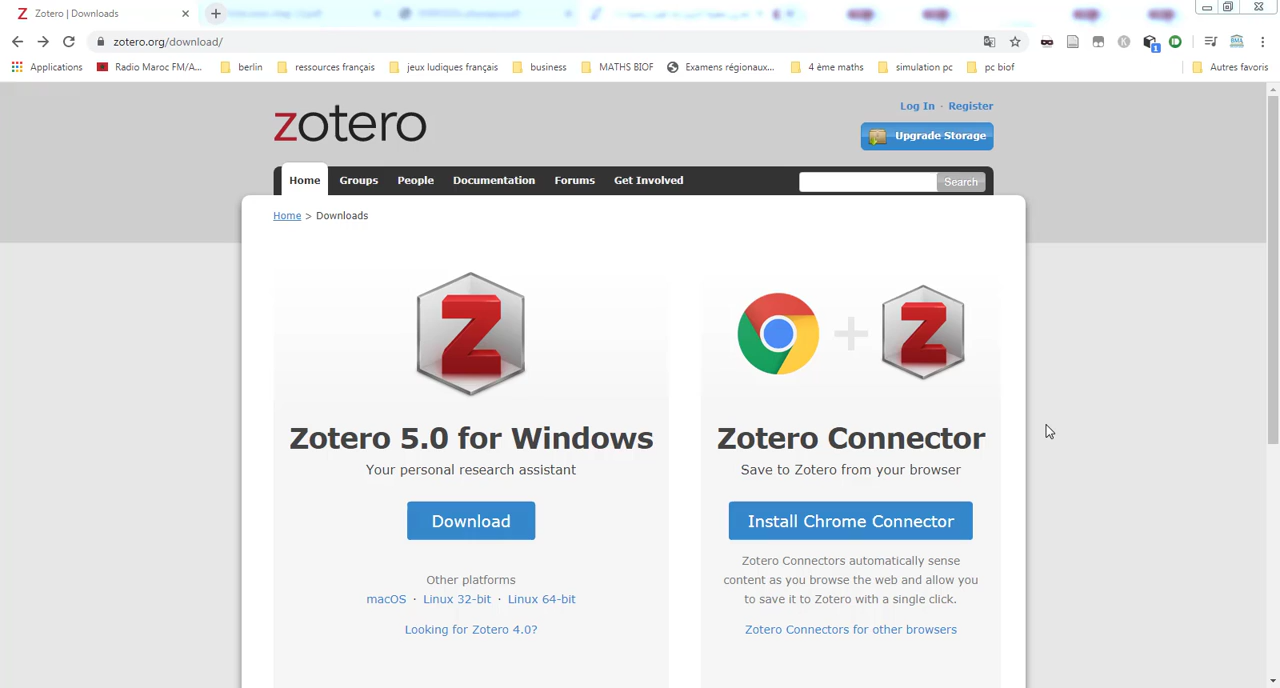 Zotero | Downloads
zotero.org/download/
Applications Radio Maroc FM/A... berlin ressources français jeux ludiques français business MATHS BIOF Examens régionaux... 4 ème maths simulation pc pc biof Autres favoris
zotero
Log In · Register
Upgrade Storage
Home Groups People Documentation Forums Get Involved Search
Home > Downloads
Zotero 5.0 for Windows
Your personal research assistant
Download
Other platforms
macOS · Linux 32-bit · Linux 64-bit
Looking for Zotero 4.0?
Zotero Connector
Save to Zotero from your browser
Install Chrome Connector
Zotero Connectors automatically sense
content as you browse the web and allow you
to save it to Zotero with a single click.
Zotero Connectors for other browsers